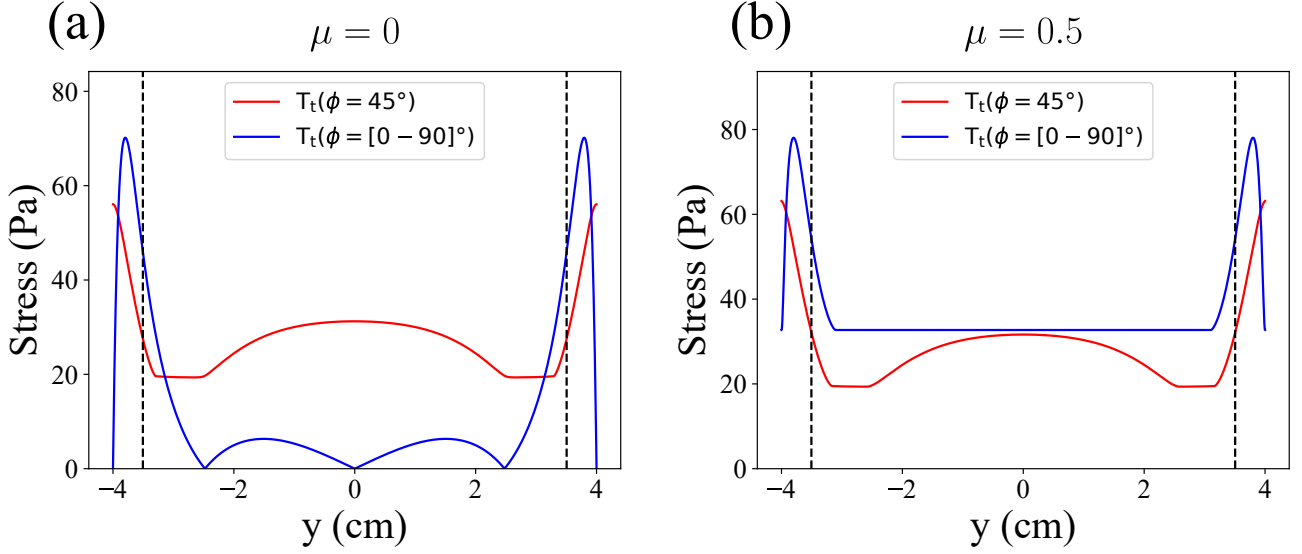 (a)
μ = 0
80
60
40
20
0
Stress (Pa)
T_t(ϕ = 45°)
T_t(ϕ = [0 − 90]°)
−4
−2
0
2
4
y (cm)
(b)
μ = 0.5
80
60
40
20
0
Stress (Pa)
T_t(ϕ = 45°)
T_t(ϕ = [0 − 90]°)
−4
−2
0
2
4
y (cm)